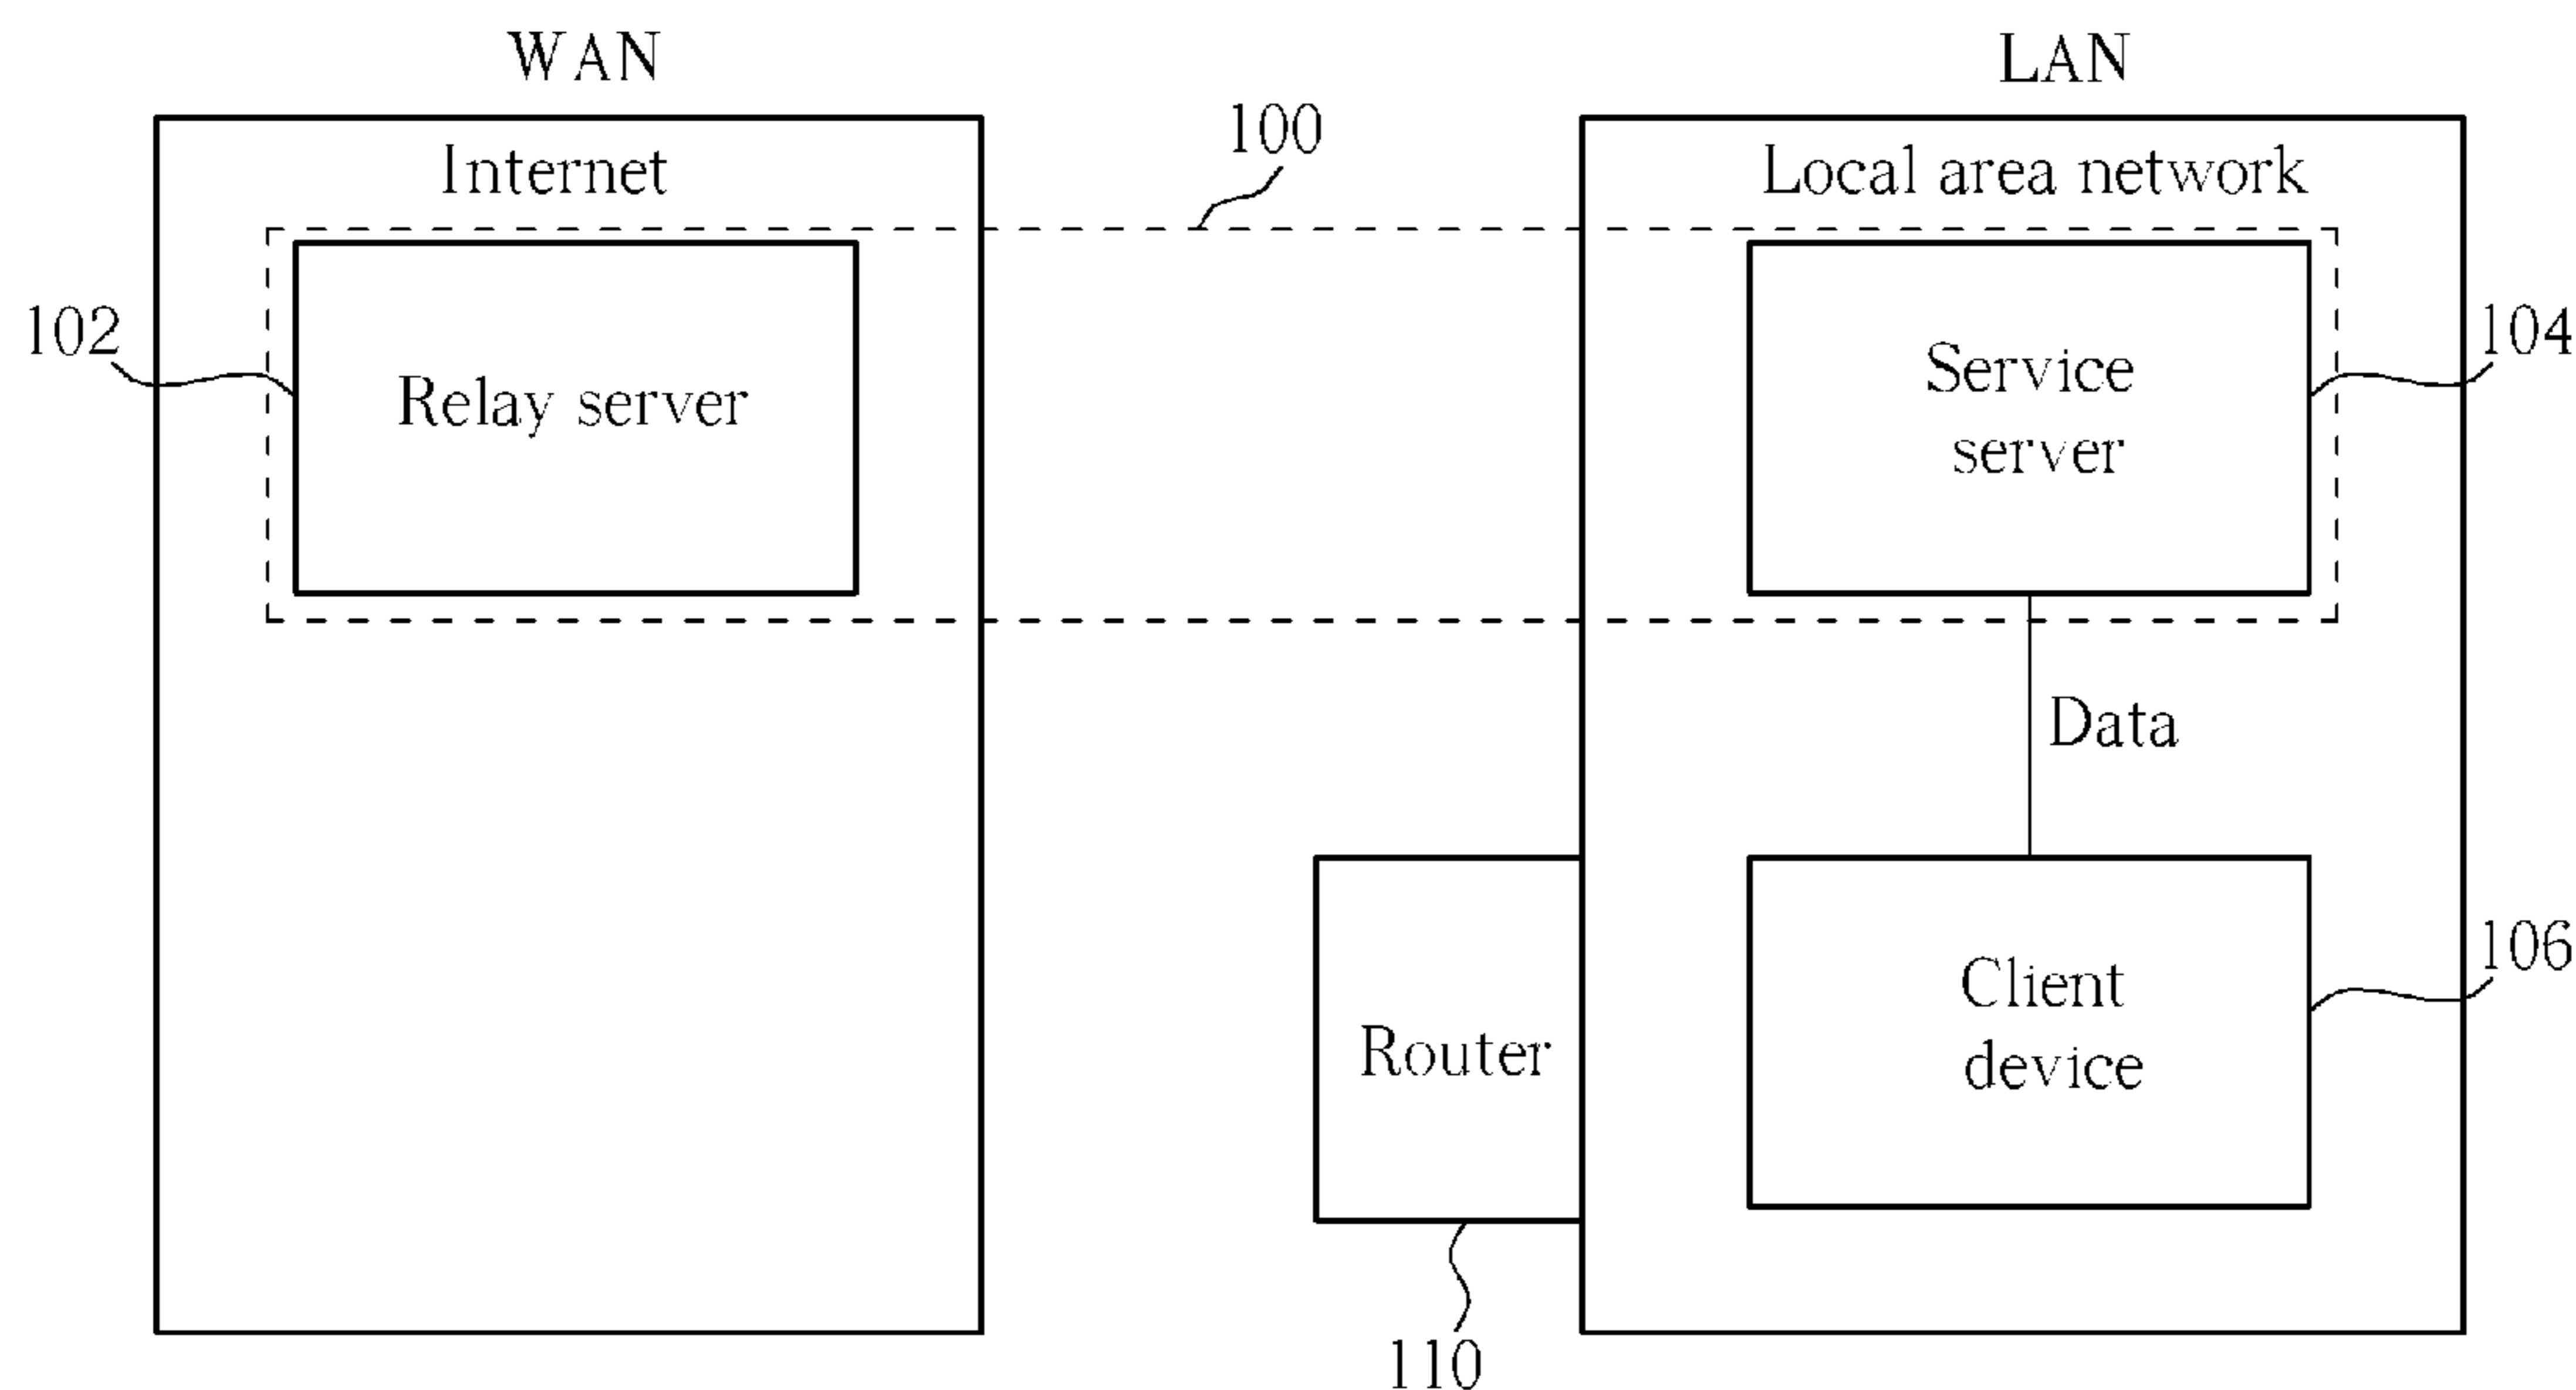 WAN
LAN
100
Internet
Local area network
102
Relay server
Service
server
104
Data
Router
Client
device
106
110